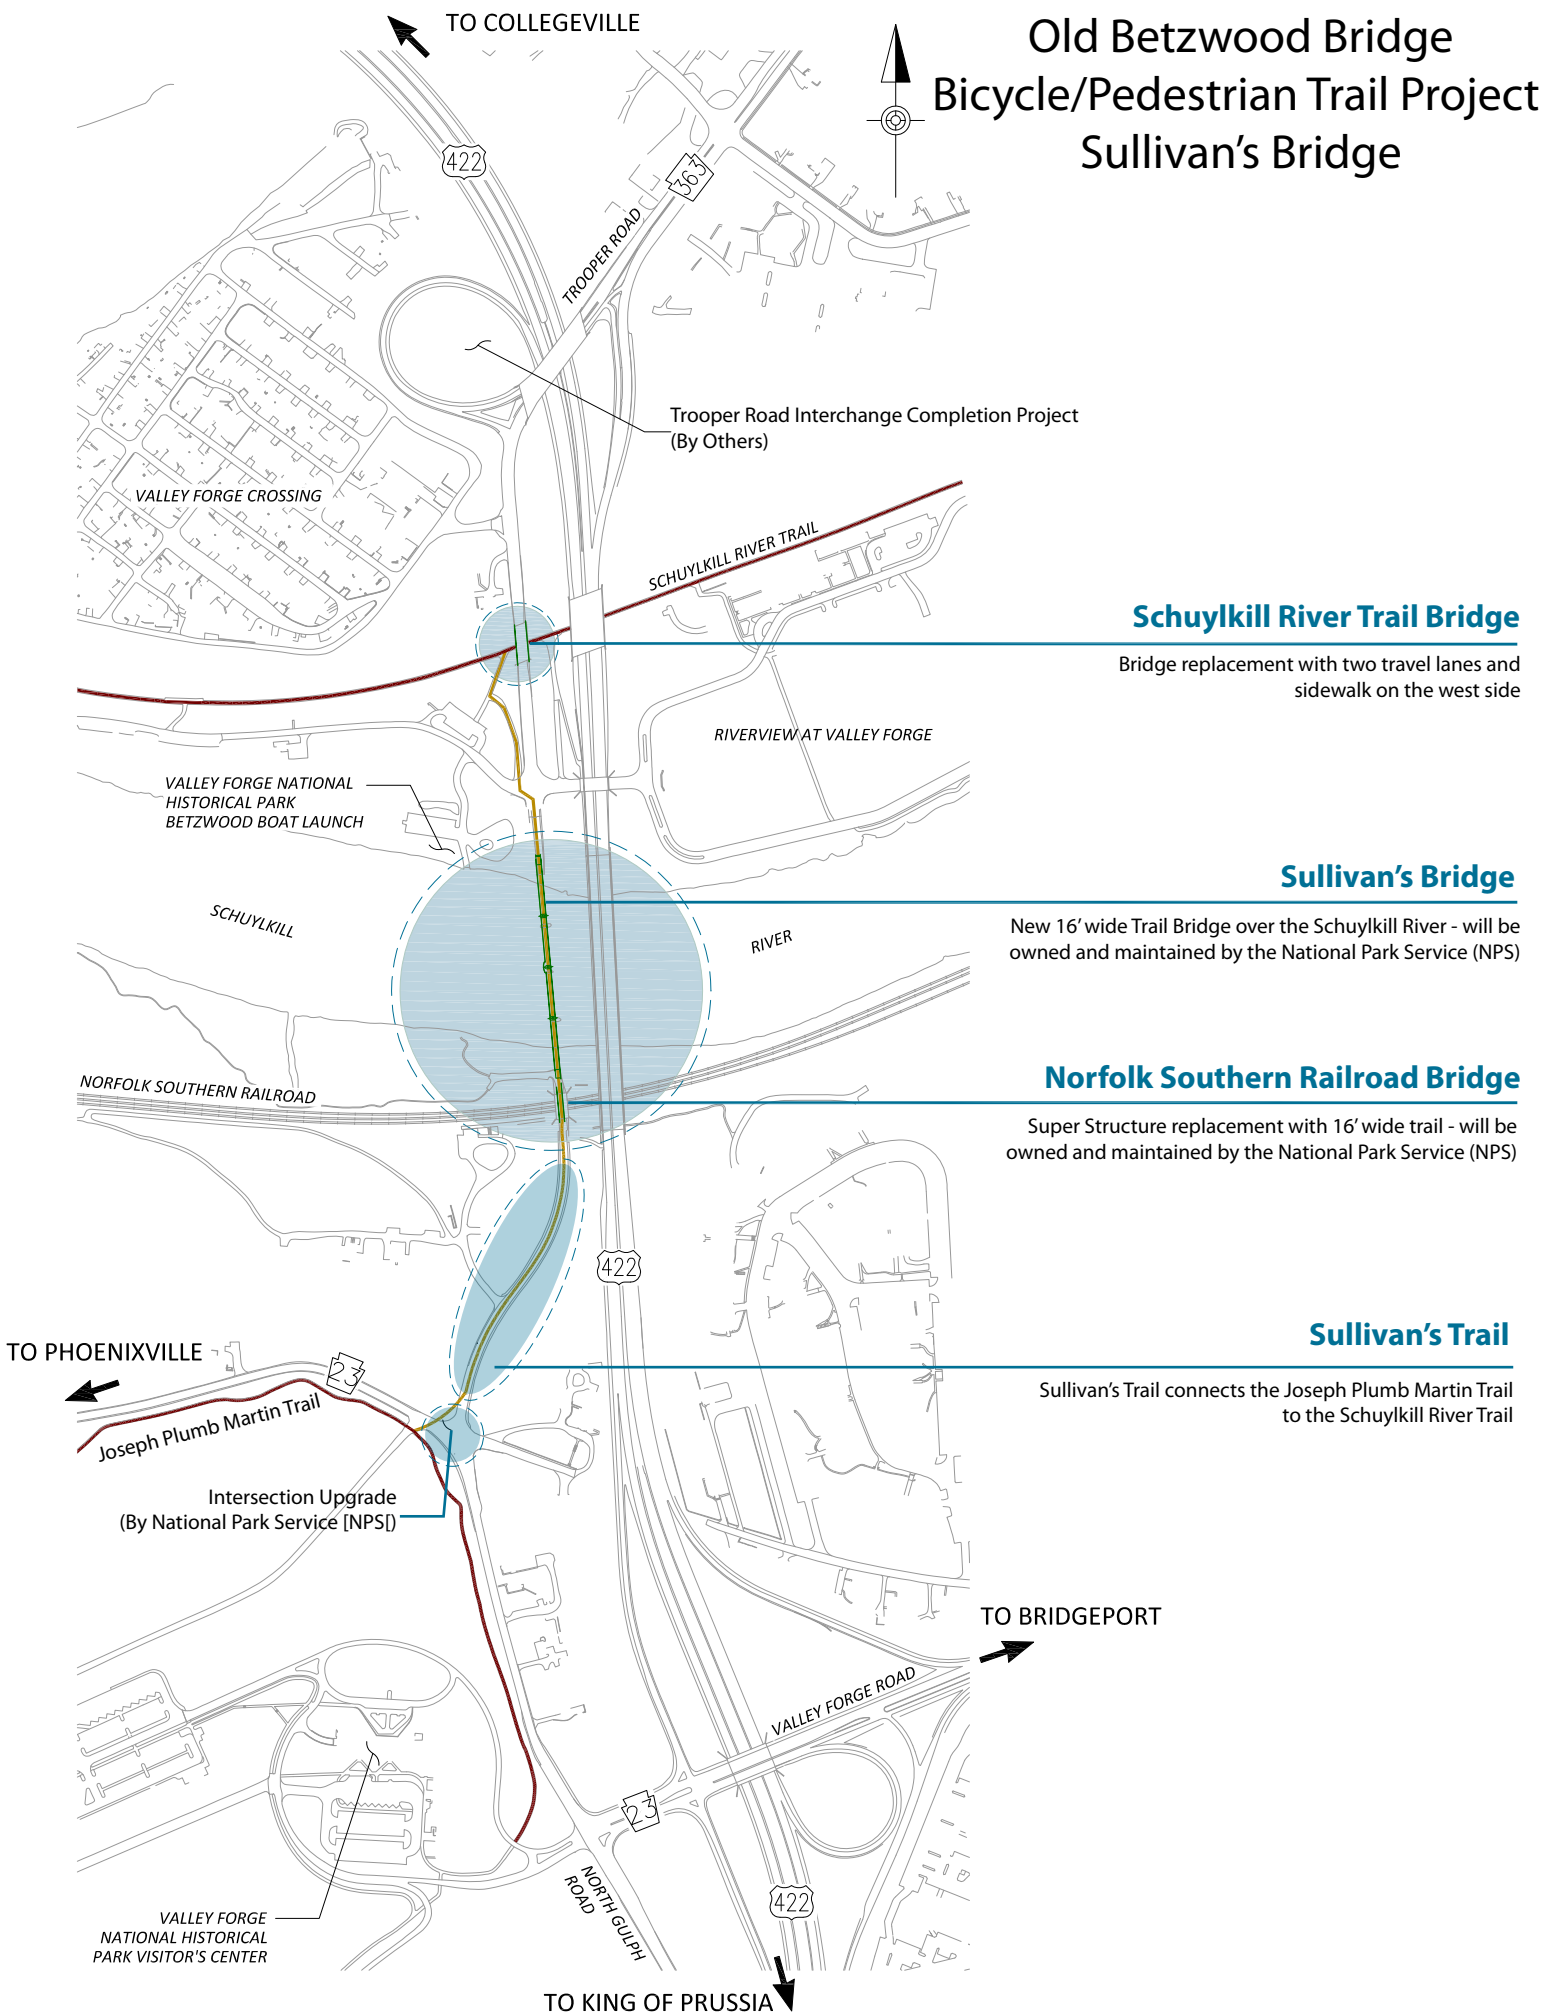 TO COLLEGEVILLE
Old Betzwood Bridge
Bicycle/Pedestrian Trail Project
Sullivan's Bridge
422
363
TROOPER ROAD
Trooper Road Interchange Completion Project
(By Others)
VALLEY FORGE CROSSING
SCHUYLKILL RIVER TRAIL
Schuylkill River Trail Bridge
Bridge replacement with two travel lanes and
sidewalk on the west side
RIVERVIEW AT VALLEY FORGE
VALLEY FORGE NATIONAL
HISTORICAL PARK
BETZWOOD BOAT LAUNCH
Sullivan's Bridge
New 16' wide Trail Bridge over the Schuylkill River - will be
owned and maintained by the National Park Service (NPS)
SCHUYLKILL
RIVER
Norfolk Southern Railroad Bridge
Super Structure replacement with 16' wide trail - will be
owned and maintained by the National Park Service (NPS)
NORFOLK SOUTHERN RAILROAD
422
Sullivan's Trail
Sullivan's Trail connects the Joseph Plumb Martin Trail
to the Schuylkill River Trail
TO PHOENIXVILLE
23
Joseph Plumb Martin Trail
Intersection Upgrade
(By National Park Service [NPS[)
TO BRIDGEPORT
VALLEY FORGE ROAD
23
NORTH GULPH
ROAD
422
VALLEY FORGE
NATIONAL HISTORICAL
PARK VISITOR'S CENTER
TO KING OF PRUSSIA